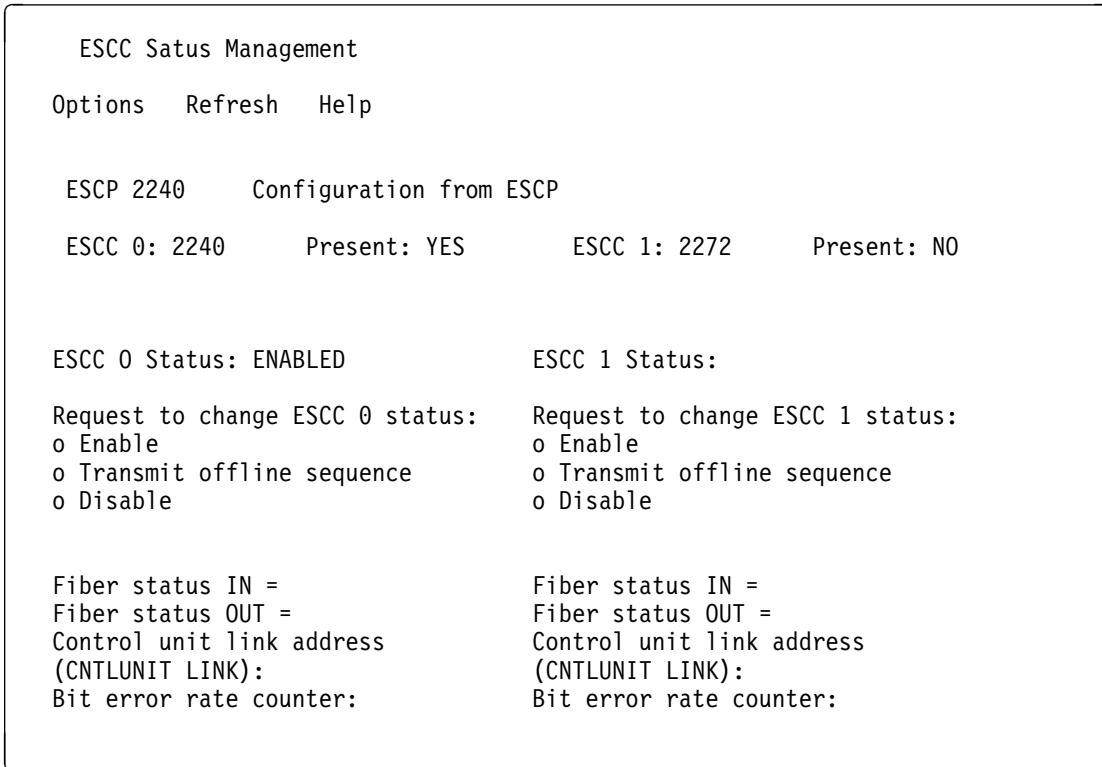 ESCC Satus Management
Options Refresh Help
ESCP 2240 Configuration from ESCP
ESCC 0: 2240 Present: YES ESCC 1: 2272 Present: NO
ESCC O Status: ENABLED ESCC 1 Status:
Request to change ESCC 0 status: Request to change ESCC 1 status:
o Enable o Enable
o Transmit offline sequence o Transmit offline sequence
o Disable o Disable
Fiber status IN = Fiber status IN =
Fiber status OUT = Fiber status OUT =
Control unit link address Control unit link address
(CNTLUNIT LINK): (CNTLUNIT LINK):
Bit error rate counter: Bit error rate counter: